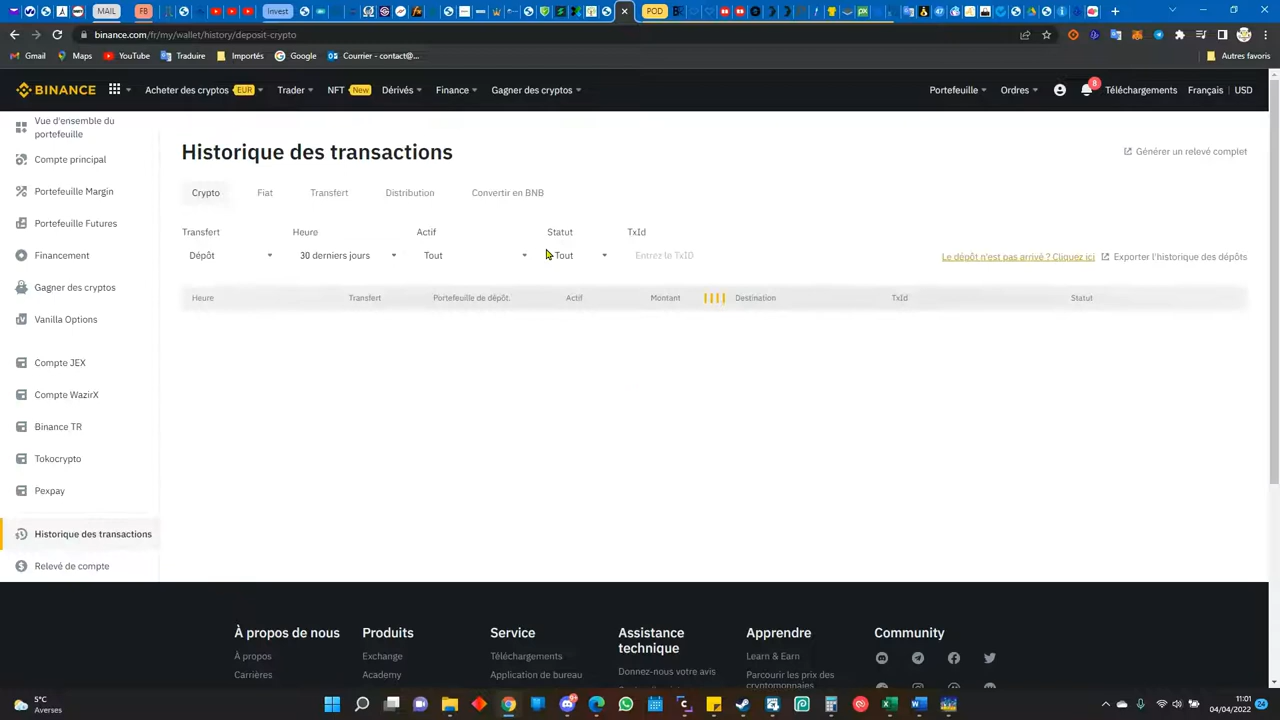 MAIL
FB
Invest
POD
binance.com/fr/my/wallet/history/deposit-crypto
Gmail
Maps
YouTube
Traduire
Importés
Google
Courrier - contact@...
Autres favoris
BINANCE
Acheter des cryptos EUR
Trader
NFT New
Dérivés
Finance
Gagner des cryptos
Portefeuille
Ordres
8
Téléchargements
Français
USD
Vue d'ensemble du
portefeuille
Compte principal
Portefeuille Margin
Portefeuille Futures
Financement
Gagner des cryptos
Vanilla Options
Compte JEX
Compte WazirX
Binance TR
Tokocrypto
Pexpay
Historique des transactions
Relevé de compte
Historique des transactions
Générer un relevé complet
Crypto
Fiat
Transfert
Distribution
Convertir en BNB
Transfert
Heure
Actif
Statut
TxId
Dépôt
30 derniers jours
Tout
Tout
Entrez le TxID
Le dépôt n'est pas arrivé ? Cliquez ici
Exporter l'historique des dépôts
Heure
Transfert
Portefeuille de dépôt.
Actif
Montant
Destination
TxId
Statut
À propos de nous
À propos
Carrières
Produits
Exchange
Academy
Service
Téléchargements
Application de bureau
Assistance
technique
Donnez-nous votre avis
Apprendre
Learn & Earn
Parcourir les prix des
cryptomonnaies
Community
5°C
Averses
11:01
04/04/2022